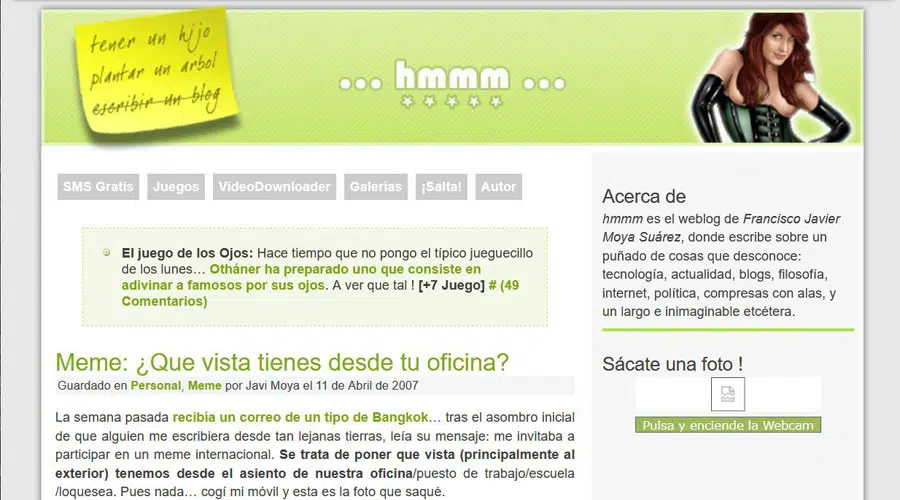 tener un hijo
plantar un arbol
escribir un blog
... hmmm ...
SMS Gratis
Juegos
VideoDownloader
Galerías
¡Salta!
Autor
El juego de los Ojos: Hace tiempo que no pongo el típico jueguecillo
de los lunes… Otháner ha preparado uno que consiste en
adivinar a famosos por sus ojos. A ver que tal ! [+7 Juego] # (49
Comentarios)
Meme: ¿Que vista tienes desde tu oficina?
Guardado en Personal, Meme por Javi Moya el 11 de Abril de 2007
La semana pasada recibía un correo de un tipo de Bangkok… tras el asombro inicial
de que alguien me escribiera desde tan lejanas tierras, leía su mensaje: me invitaba a
participar en un meme internacional. Se trata de poner que vista (principalmente al
exterior) tenemos desde el asiento de nuestra oficina/puesto de trabajo/escuela
/loquesea. Pues nada… cogí mi móvil y esta es la foto que saqué.
Acerca de
hmmm es el weblog de Francisco Javier
Moya Suárez, donde escribe sobre un
puñado de cosas que desconoce:
tecnología, actualidad, blogs, filosofía,
internet, política, compresas con alas, y
un largo e inimaginable etcétera.
Sácate una foto !
Pulsa y enciende la Webcam